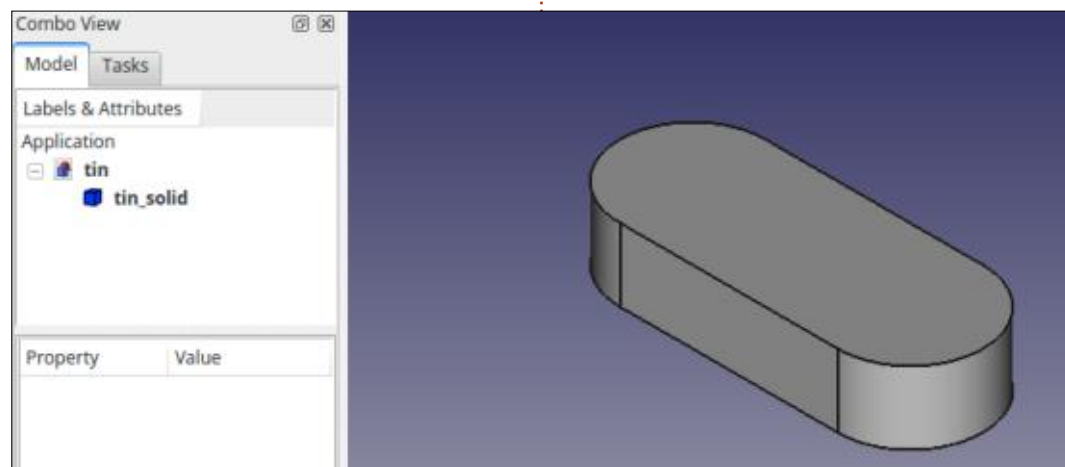 Combo View
Model Tasks
Labels & Attributes
Application
tin
tin_solid
Property Value